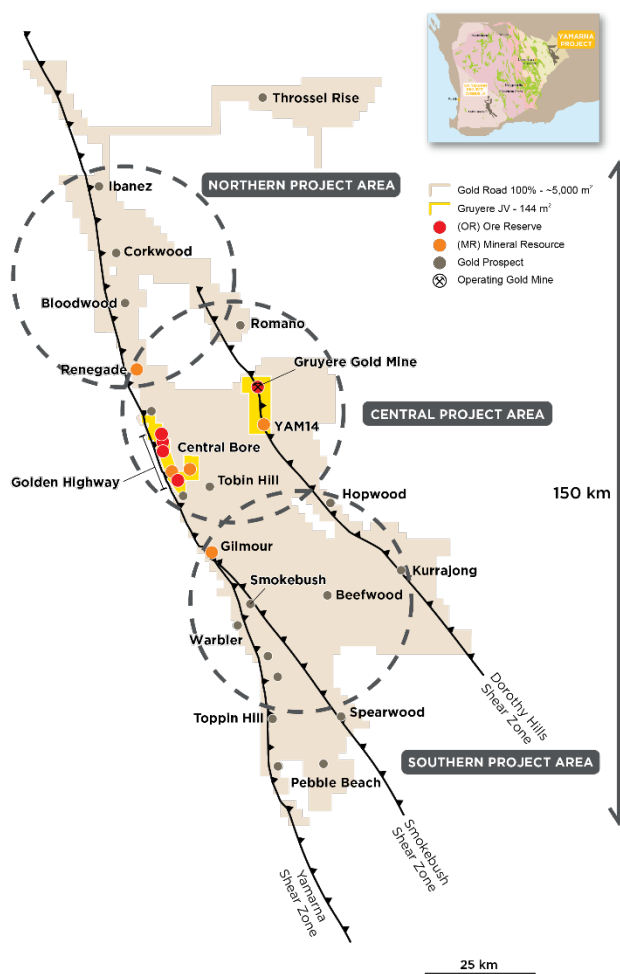 YAMARNA
PROJECT
Throssel Rise
NORTHERN PROJECT AREA
Gold Road 100% - ~5,000 m²
Gruyere JV - 144 m²
(OR) Ore Reserve
(MR) Mineral Resource
Gold Prospect
Operating Gold Mine
Ibanez
Corkwood
Bloodwood
Romano
Renegade
Gruyere Gold Mine
CENTRAL PROJECT AREA
YAM14
Central Bore
Golden Highway
Tobin Hill
Hopwood
150 km
Gilmour
Kurrajong
Smokebush
Beefwood
Warbler
Dorothy Hills
Shear Zone
Toppin Hill
Spearwood
SOUTHERN PROJECT AREA
Pebble Beach
Smokebush
Shear Zone
Yamarna
Shear Zone
25 km